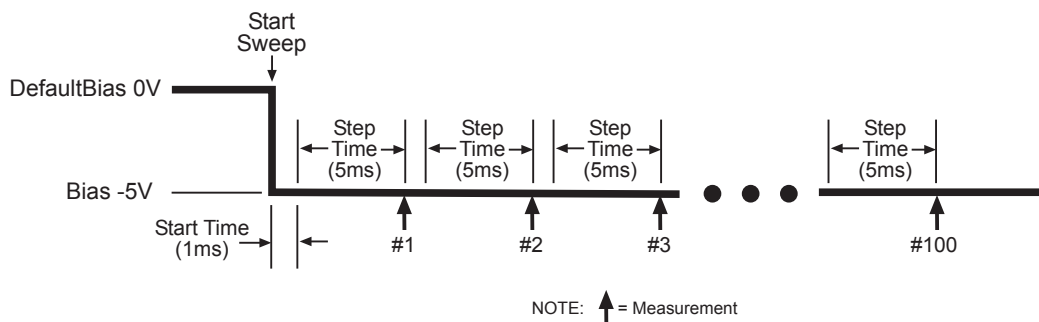 Start
Sweep
DefaultBias 0V
Step
Time
(5ms)
Step
Time
(5ms)
Step
Time
(5ms)
Step
Time
(5ms)
Bias -5V
Start Time
(1ms)
#1
#2
#3
#100
NOTE: = Measurement